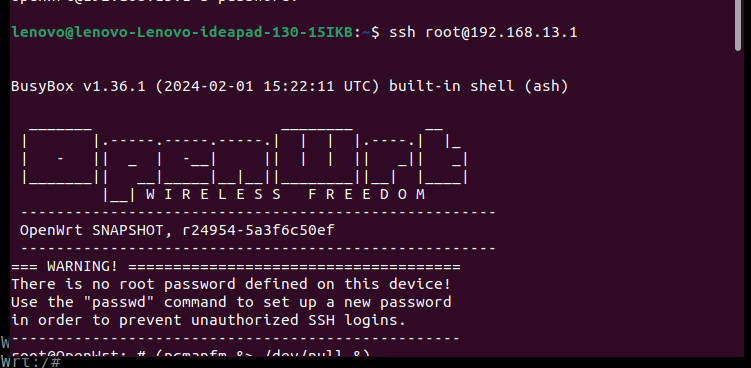 lenovo@lenovo-Lenovo-ideapad-130-15IKB:~$ ssh root@192.168.13.1
BusyBox v1.36.1 (2024-02-01 15:22:11 UTC) built-in shell (ash)
OpenWrt
W I R E L E S S   F R E E D O M
-----------------------------------------------------
OpenWrt SNAPSHOT, r24954-5a3f6c50ef
-----------------------------------------------------
=== WARNING! =====================================
There is no root password defined on this device!
Use the "passwd" command to set up a new password
in order to prevent unauthorized SSH logins.
--------------------------------------------------
root@OpenWrt:~# (pcmanfm &> /dev/null &)
W
Wrt:/#